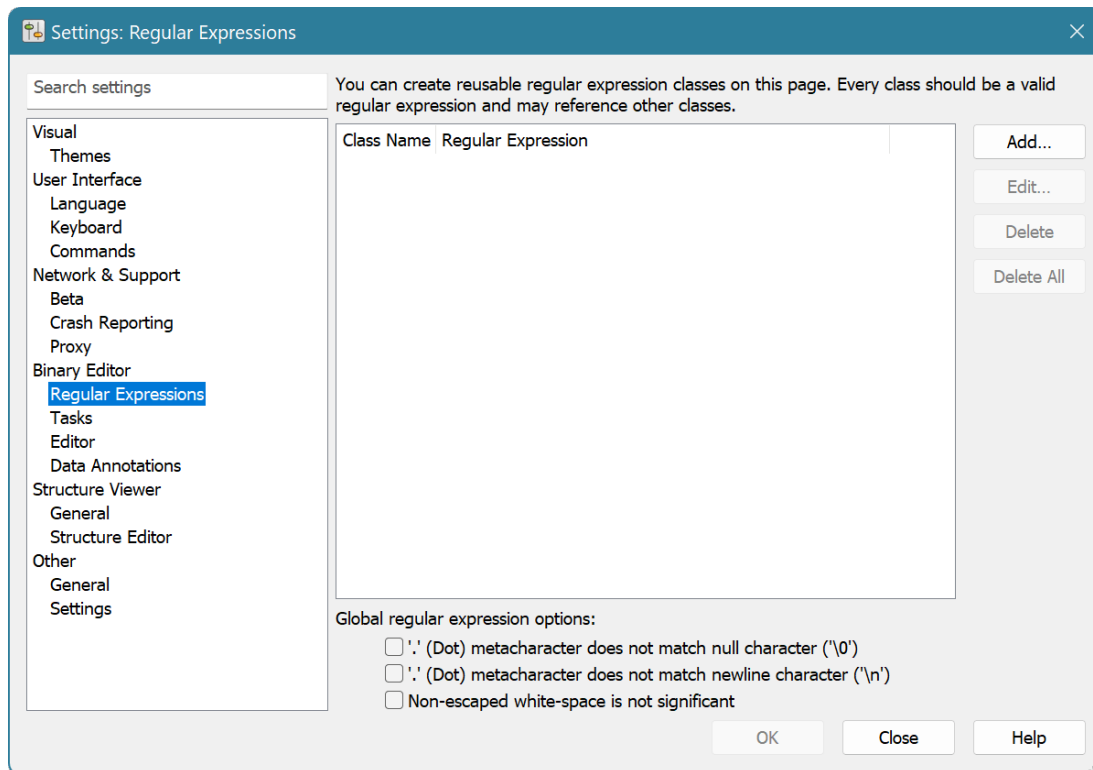 Settings: Regular Expressions
Search settings
You can create reusable regular expression classes on this page. Every class should be a valid
regular expression and may reference other classes.
Visual
Themes
User Interface
Language
Keyboard
Commands
Network & Support
Beta
Crash Reporting
Proxy
Binary Editor
Regular Expressions
Tasks
Editor
Data Annotations
Structure Viewer
General
Structure Editor
Other
General
Settings
Class Name Regular Expression
Add...
Edit...
Delete
Delete All
Global regular expression options:
'.' (Dot) metacharacter does not match null character ('\0')
'.' (Dot) metacharacter does not match newline character ('\n')
Non-escaped white-space is not significant
OK Close Help